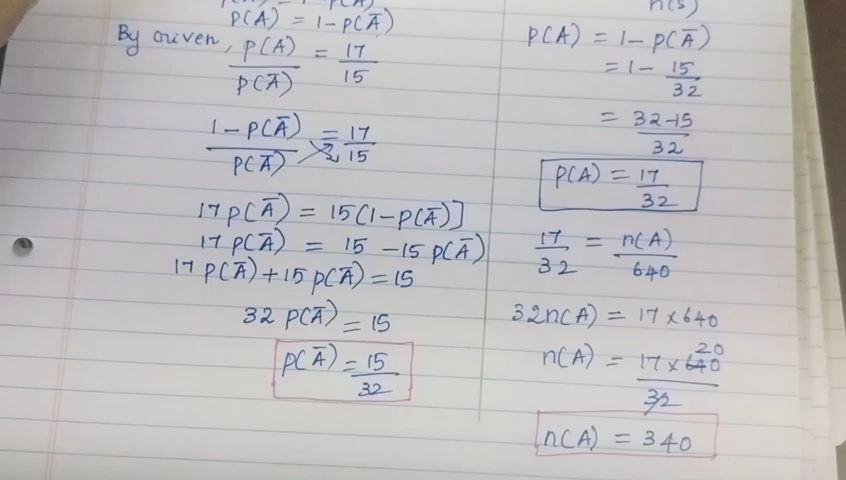 P(A) = 1 - P(Ā)
By given, P(A)/P(Ā) = 17/15
1 - P(Ā)/P(Ā) = 17/15
17 P(Ā) = 15(1 - P(Ā)]
17 P(Ā) = 15 - 15 P(Ā)
17 P(Ā) + 15 P(Ā) = 15
32 P(Ā) = 15
P(Ā) = 15/32
n(S)
P(A) = 1 - P(Ā)
= 1 - 15/32
= 32-15/32
P(A) = 17/32
17/32 = n(A)/640
32n(A) = 17 × 640
20
n(A) = 17 × 640/32
n(A) = 340